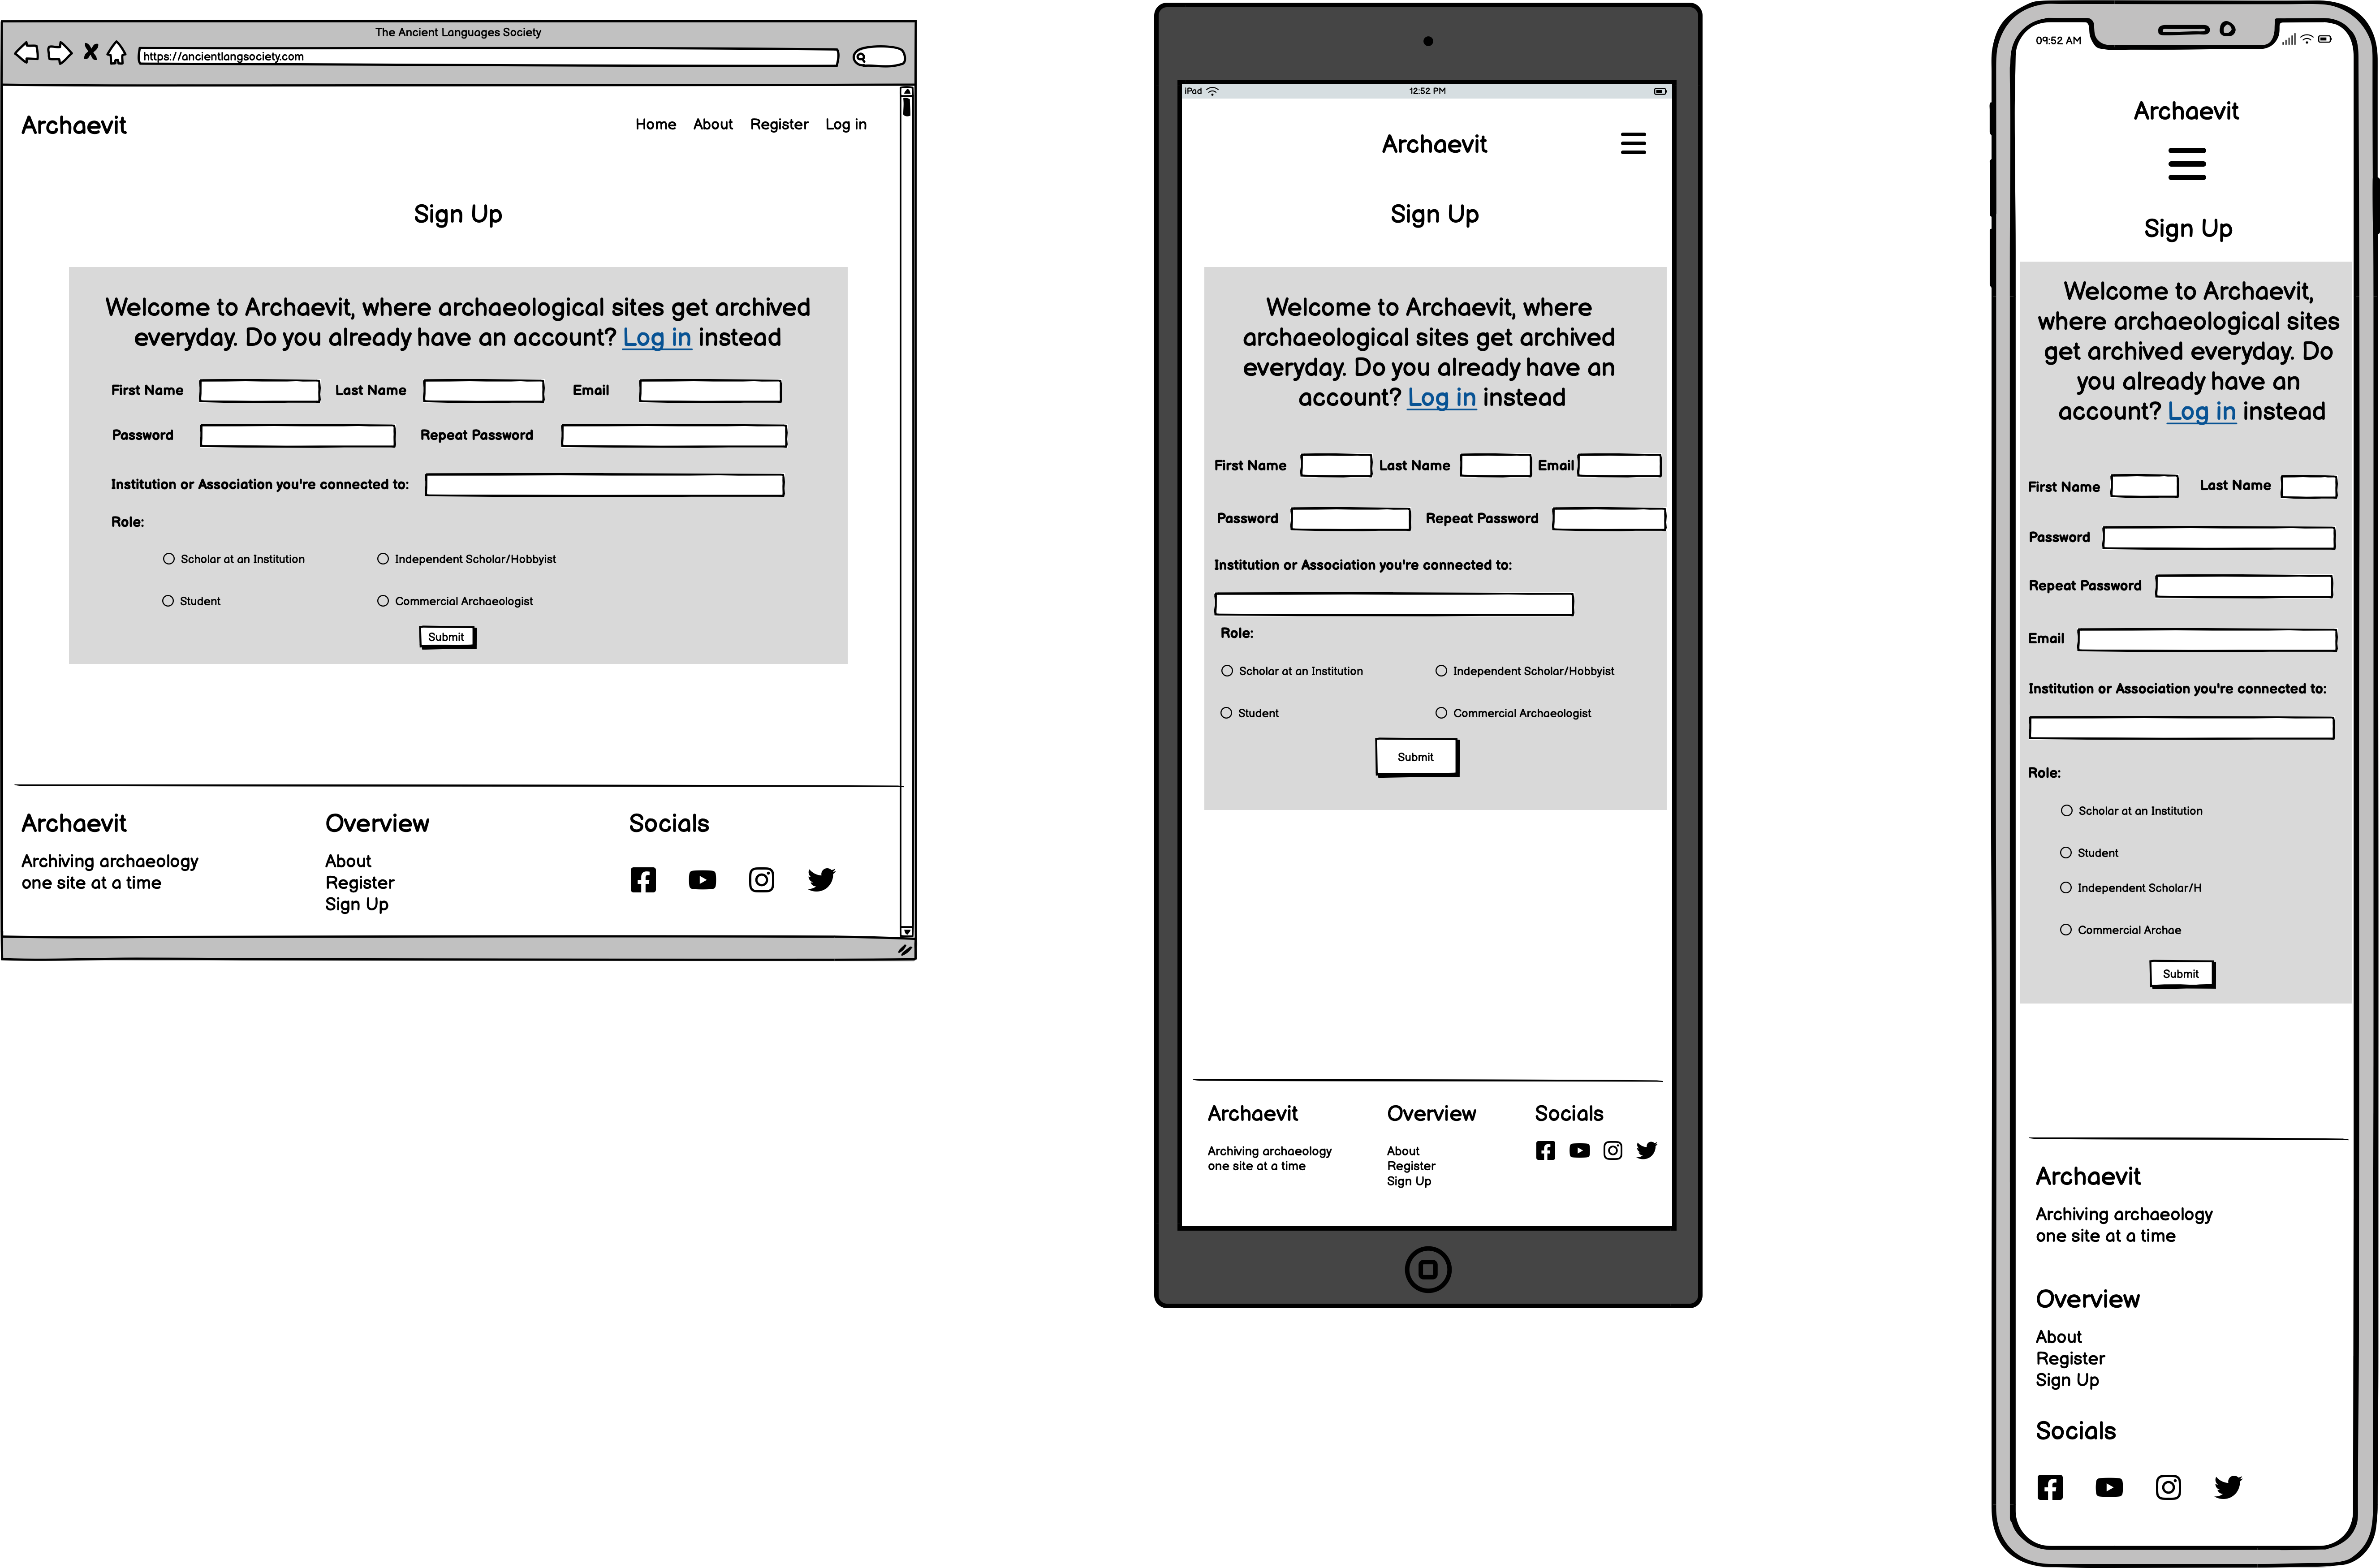 The Ancient Languages Society
https://ancientlangsociety.com
Archaevit
Home About Register Log in
Sign Up
Welcome to Archaevit, where archaeological sites get archived
everyday. Do you already have an account? Log in instead
First Name Last Name Email
Password Repeat Password
Institution or Association you're connected to:
Role:
Scholar at an Institution Independent Scholar/Hobbyist
Student Commercial Archaeologist
Submit
Archaevit Overview Socials
Archiving archaeology
one site at a time
About
Register
Sign Up
iPad 12:52 PM
Archaevit
Sign Up
Welcome to Archaevit, where
archaeological sites get archived
everyday. Do you already have an
account? Log in instead
First Name Last Name Email
Password Repeat Password
Institution or Association you're connected to:
Role:
Scholar at an Institution Independent Scholar/Hobbyist
Student Commercial Archaeologist
Submit
Archaevit Overview Socials
Archiving archaeology
one site at a time
About
Register
Sign Up
09:52 AM
Archaevit
Sign Up
Welcome to Archaevit,
where archaeological sites
get archived everyday. Do
you already have an
account? Log in instead
First Name Last Name
Password
Repeat Password
Email
Institution or Association you're connected to:
Role:
Scholar at an Institution
Student
Independent Scholar/H
Commercial Archae
Submit
Archaevit
Archiving archaeology
one site at a time
Overview
About
Register
Sign Up
Socials